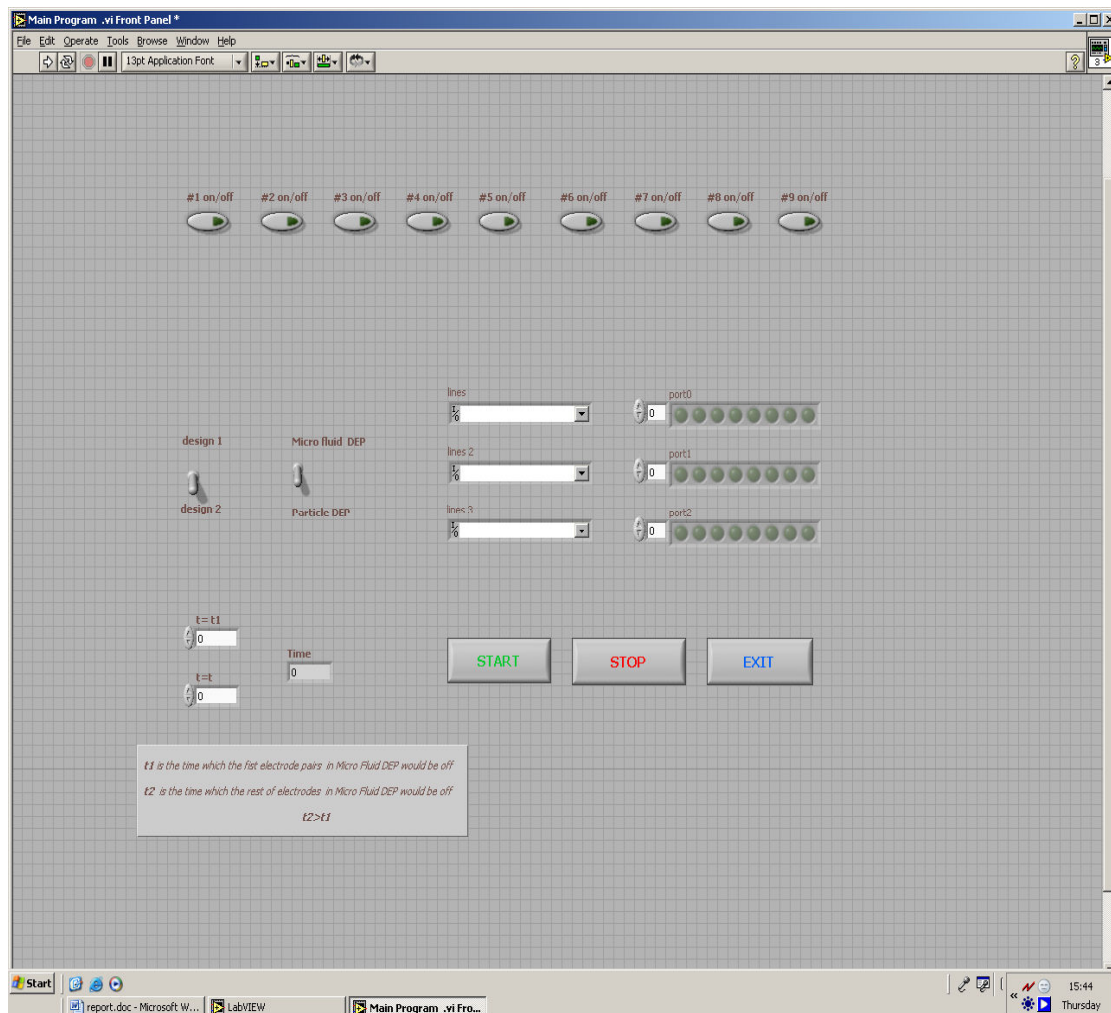 Main Program .vi Front Panel *
File Edit Operate Tools Browse Window Help
13pt Application Font
3
#1 on/off #2 on/off #3 on/off #4 on/off #5 on/off #6 on/off #7 on/off #8 on/off #9 on/off
lines port0
0
design 1 Micro fluid DEP
lines 2 port1
0
design 2 Particle DEP
lines 3 port2
0
t= t1
0
Time
0
t=t
0
START STOP EXIT
t1 is the time which the fist electrode pairs in Micro Fluid DEP would be off
t2 is the time which the rest of electrodes in Micro Fluid DEP would be off
t2>t1
Start
15:44
report.doc - Microsoft W... LabVIEW Main Program .vi Fro...
Thursday